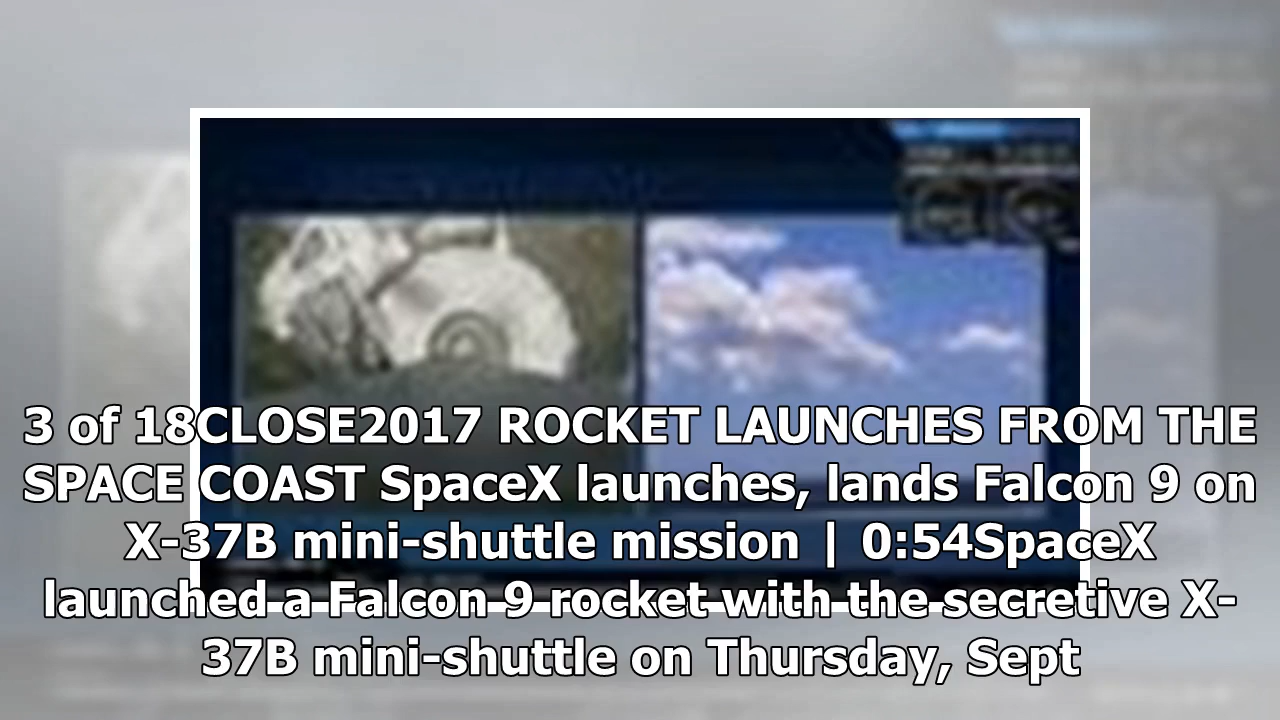 3 of 18CLOSE2017 ROCKET LAUNCHES FROM THE
SPACE COAST SpaceX launches, lands Falcon 9 on
X-37B mini-shuttle mission | 0:54SpaceX
launched a Falcon 9 rocket with the secretive X-
37B mini-shuttle on Thursday, Sept